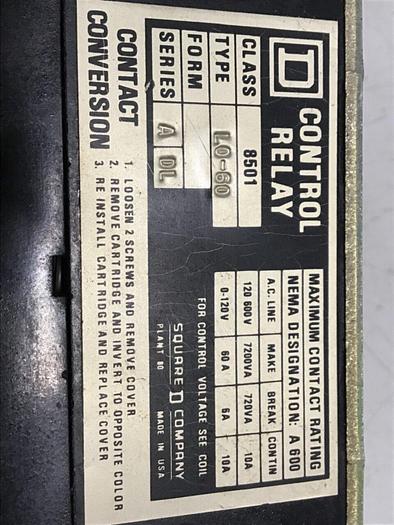 D CONTROL
RELAY
CLASS 8501
TYPE LO-60
FORM
SERIES A DL
MAXIMUM CONTACT RATING
NEMA DESIGNATION: A 600
A.C. LINE MAKE BREAK CONTIN
120 600V 7200VA 720VA 10A
0-120V 60A 6A 10A
FOR CONTROL VOLTAGE SEE COIL
SQUARE D COMPANY
PLANT 80 MADE IN USA
CONTACT
CONVERSION
1. LOOSEN 2 SCREWS AND REMOVE COVER
2. REMOVE CARTRIDGE AND INVERT TO OPPOSITE COLOR
3. RE INSTALL CARTRIDGE AND REPLACE COVER